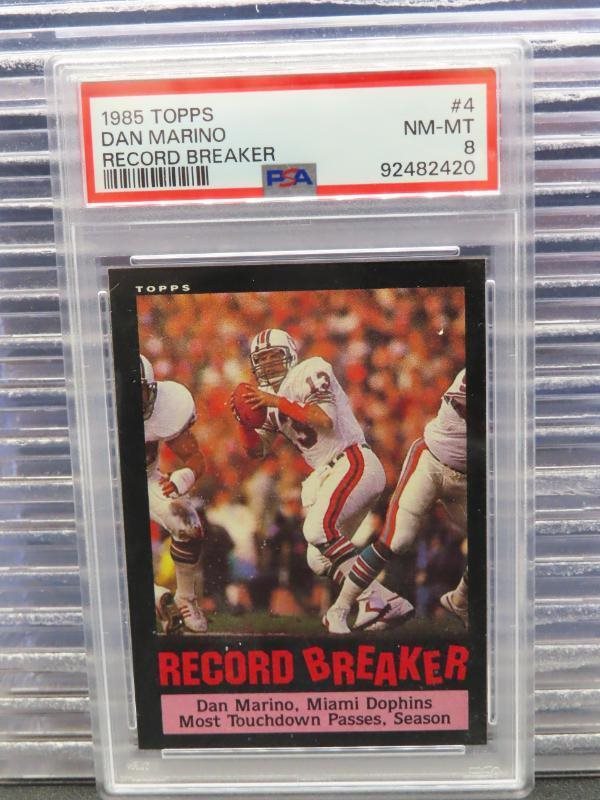 1985 TOPPS #4
DAN MARINO NM-MT
RECORD BREAKER 8
PSA 92482420
TOPPS
13
RECORD BREAKER
Dan Marino, Miami Dophins
Most Touchdown Passes, Season